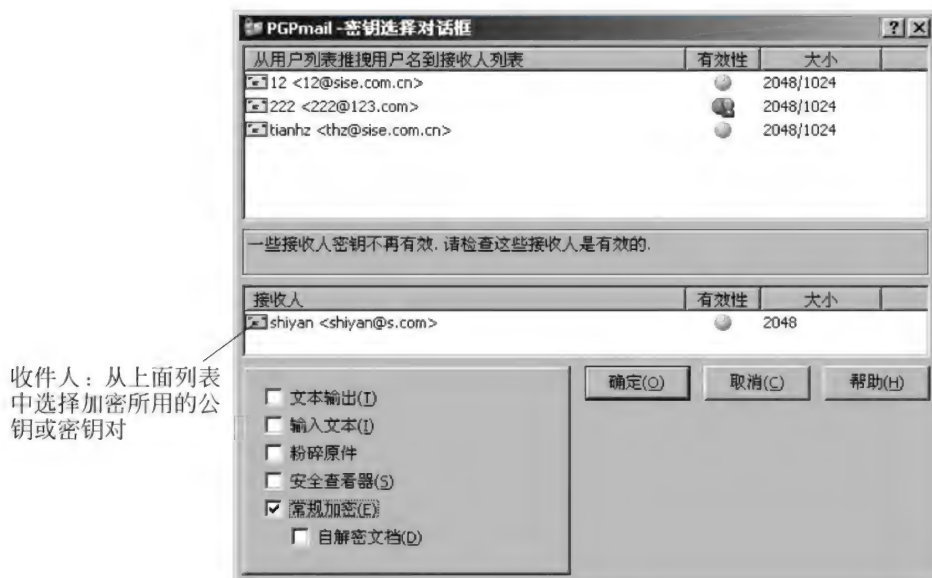 PGPmail -密钥选择对话框
从用户列表推拽用户名到接收人列表 有效性 大小
12 <12@sise.com.cn> 2048/1024
222 <222@123.com> 2048/1024
tianhz <thz@sise.com.cn> 2048/1024
一些接收人密钥不再有效. 请检查这些接收人是有效的.
接收人 有效性 大小
shiyan <shiyan@s.com> 2048
收件人：从上面列表
中选择加密所用的公
钥或密钥对
文本输出(T)
输入文本(I)
粉碎原件
安全查看器(S)
常规加密(E)
自解密文档(D)
确定(O) 取消(C) 帮助(H)